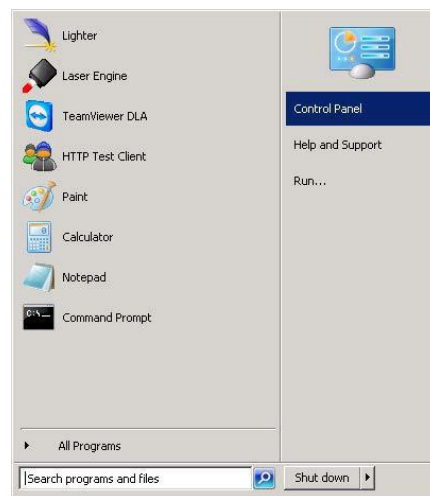 Lighter
Laser Engine
TeamViewer DLA
HTTP Test Client
Paint
Calculator
Notepad
Command Prompt
All Programs
Search programs and files
Control Panel
Help and Support
Run...
Shut down